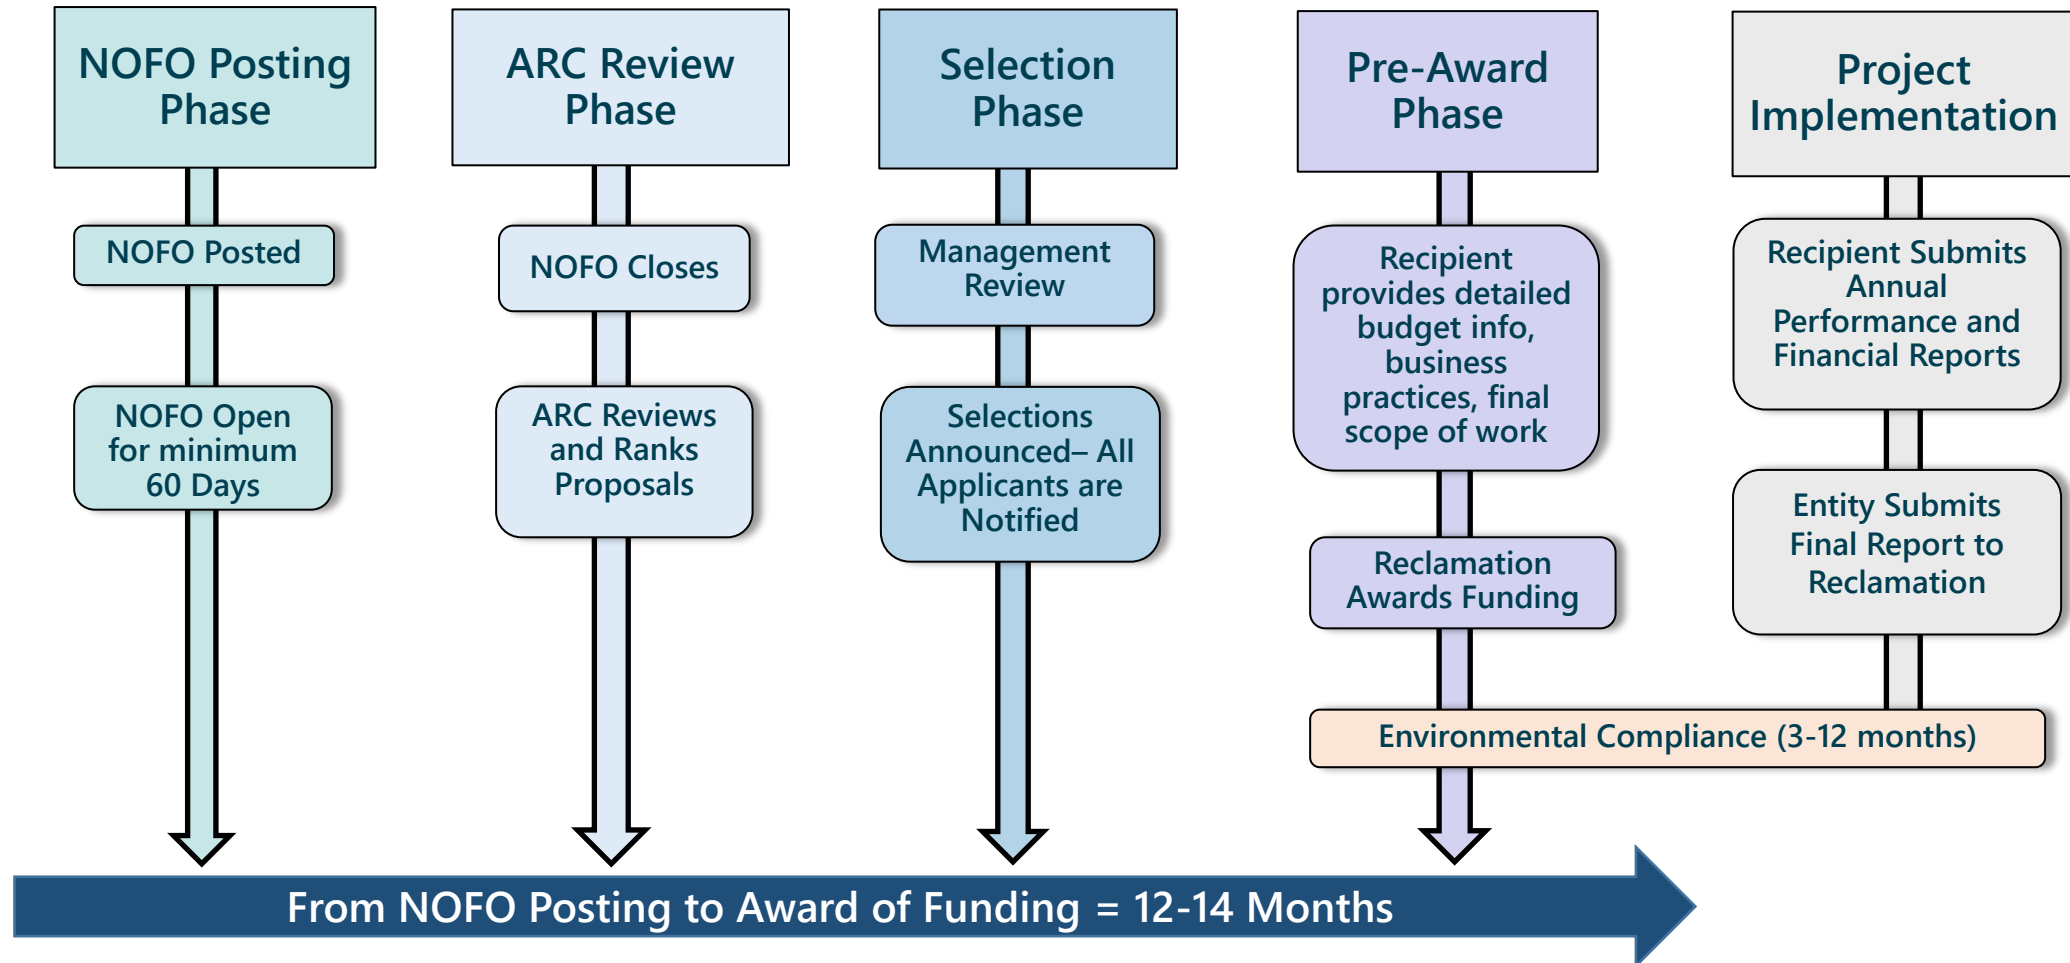 NOFO Posting
Phase
NOFO Posted
NOFO Open
for minimum
60 Days
ARC Review
Phase
NOFO Closes
ARC Reviews
and Ranks
Proposals
Selection
Phase
Management
Review
Selections
Announced– All
Applicants are
Notified
Pre-Award
Phase
Recipient
provides detailed
budget info,
business
practices, final
scope of work
Reclamation
Awards Funding
Project
Implementation
Recipient Submits
Annual
Performance and
Financial Reports
Entity Submits
Final Report to
Reclamation
Environmental Compliance (3-12 months)
From NOFO Posting to Award of Funding = 12-14 Months